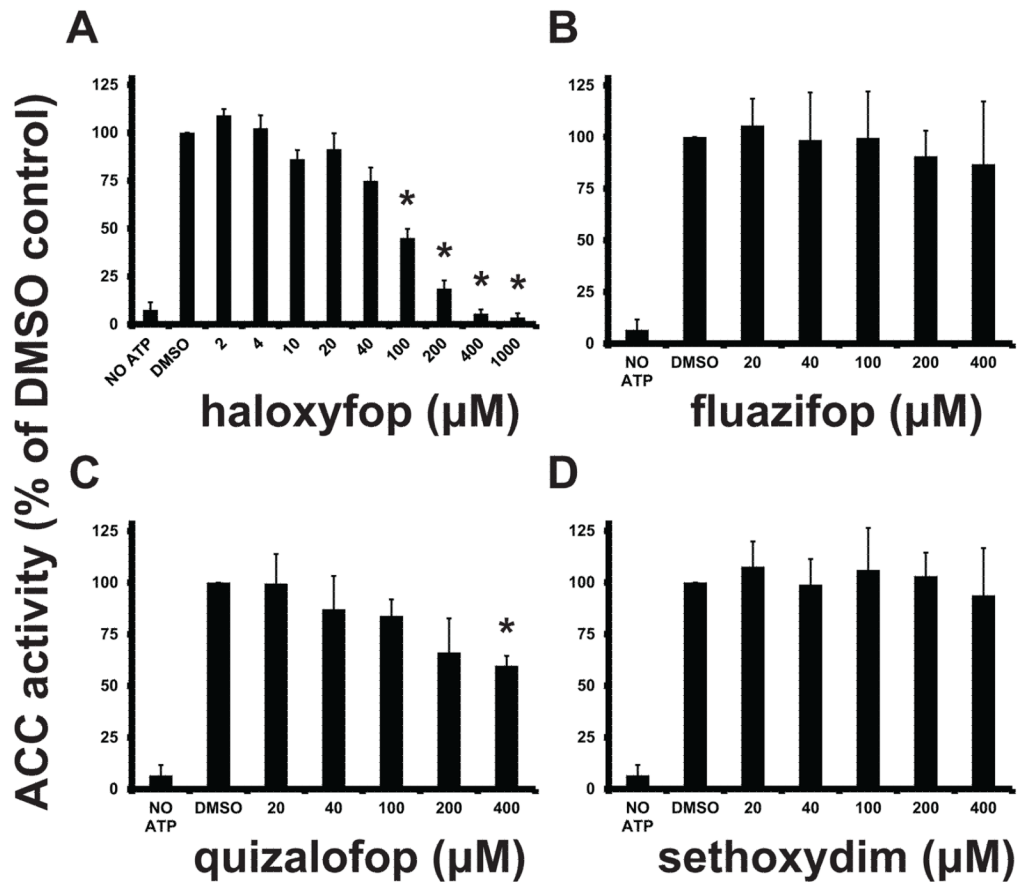 ACC activity (% of DMSO control)
A
125
100
75
50
25
0
NO ATP
DMSO
2
4
10
20
40
100
200
400
1000
*
*
*
*
haloxyfop (µM)
B
125
100
75
50
25
0
NO
ATP
DMSO
20
40
100
200
400
fluazifop (µM)
C
125
100
75
50
25
0
NO
ATP
DMSO
20
40
100
200
400
*
quizalofop (µM)
D
125
100
75
50
25
0
NO
ATP
DMSO
20
40
100
200
400
sethoxydim (µM)